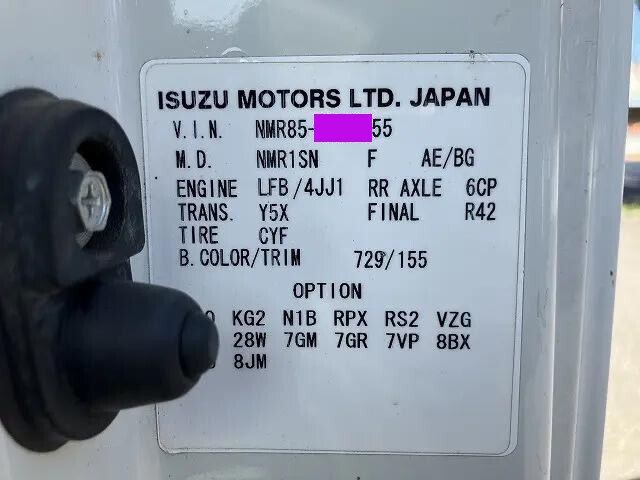 ISUZU MOTORS LTD. JAPAN
V.I.N. NMR85- 55
M.D. NMR1SN F AE/BG
ENGINE LFB/4JJ1 RR AXLE 6CP
TRANS. Y5X FINAL R42
TIRE CYF
B.COLOR/TRIM 729/155
OPTION
KG2 N1B RPX RS2 VZG
28W 7GM 7GR 7VP 8BX
8JM